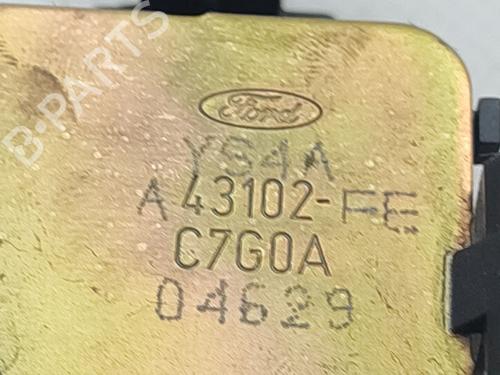 B-PARTS
Ford
YS4A
A 43102-FE
C7G0A
04629